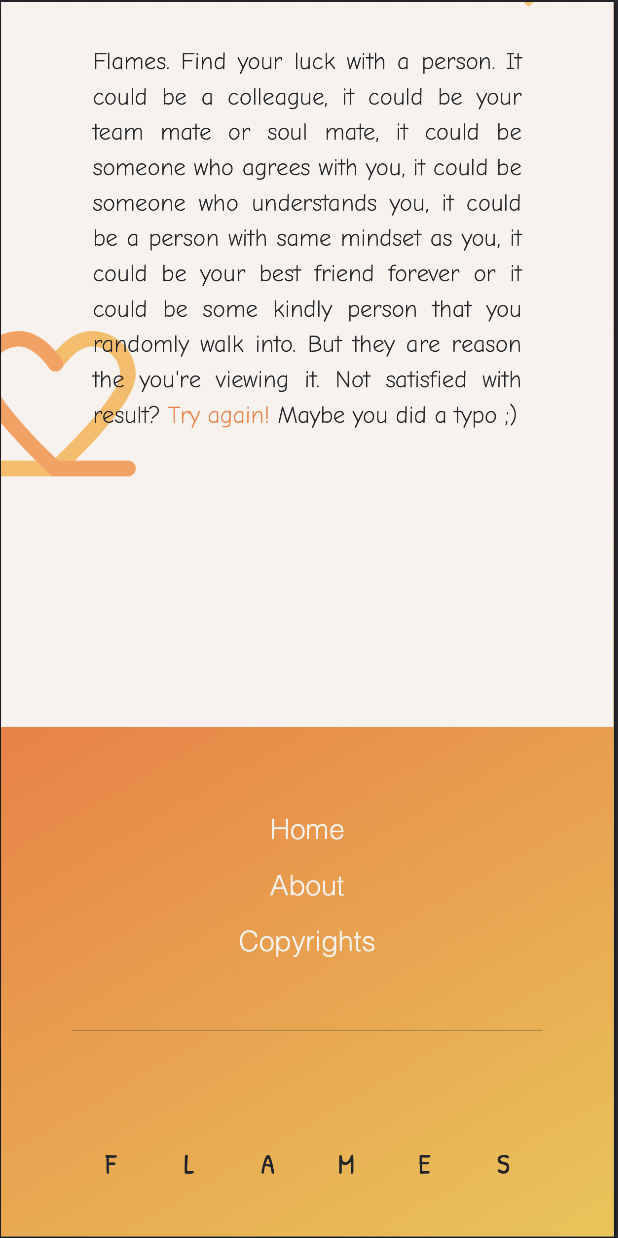 Flames. Find your luck with a person. It
could be a colleague, it could be your
team mate or soul mate, it could be
someone who agrees with you, it could be
someone who understands you, it could
be a person with same mindset as you, it
could be your best friend forever or it
could be some kindly person that you
randomly walk into. But they are reason
the you're viewing it. Not satisfied with
result? Try again! Maybe you did a typo ;)
Home
About
Copyrights
F L A M E S